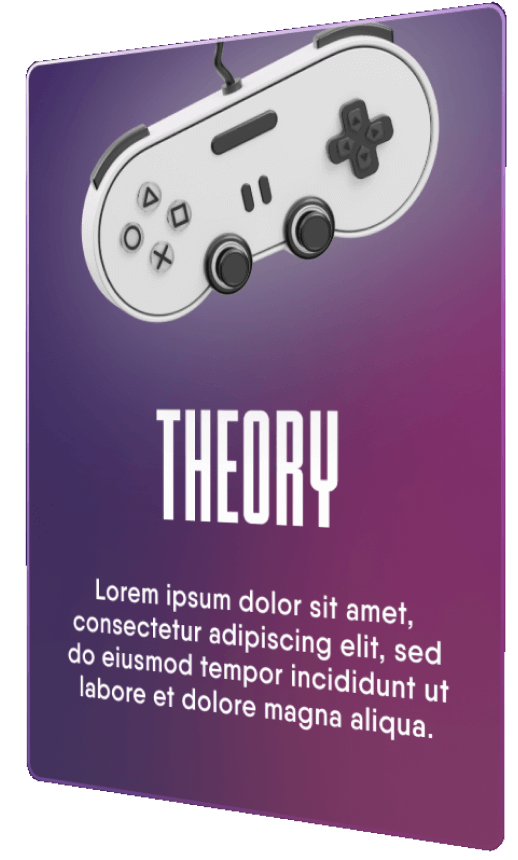 THEORY
Lorem ipsum dolor sit amet,
consectetur adipiscing elit, sed
do eiusmod tempor incididunt ut
labore et dolore magna aliqua.